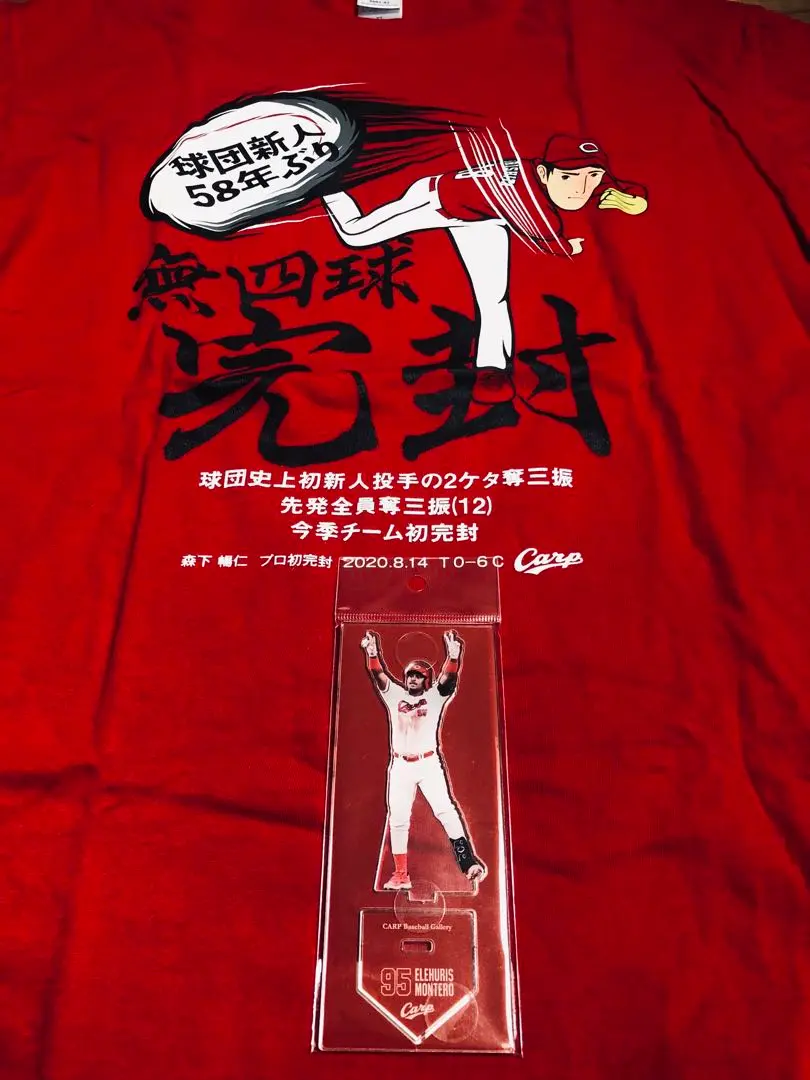 球団新人
58年ぶり
無四球
完封
球団史上初新人投手の2ケタ奪三振
先発全員奪三振(12)
今季チーム初完封
森下 暢仁 プロ初完封 2020.8.14 T0-6C Carp
CARP Baseball Gallery
95 ELEHURIS
MONTERO
Carp